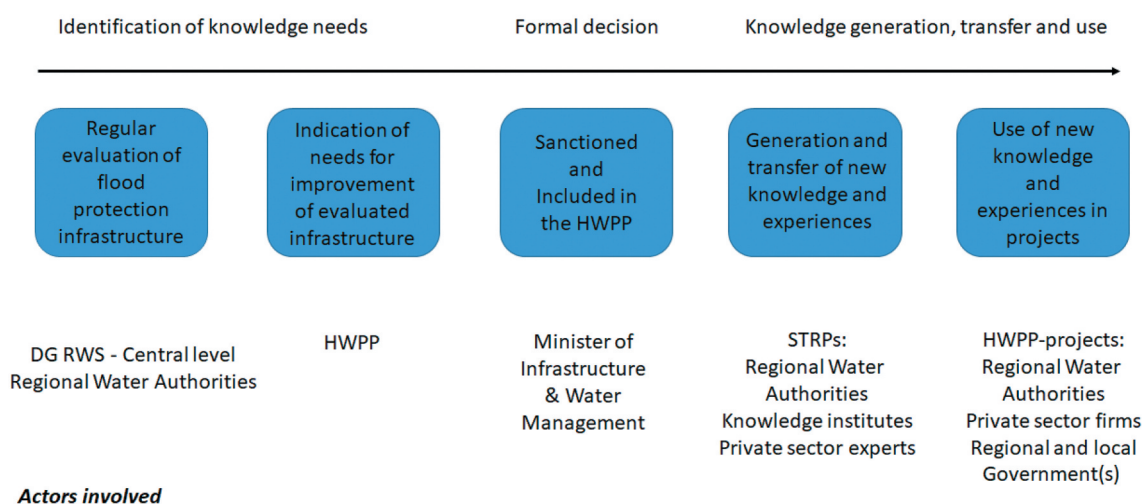 Identification of knowledge needs
Formal decision
Knowledge generation, transfer and use
Regular
evaluation of
flood
protection
infrastructure
Indication of
needs for
improvement
of evaluated
infrastructure
Sanctioned
and
Included in
the HWPP
Generation and
transfer of new
knowledge and
experiences
Use of new
knowledge
and
experiences in
projects
DG RWS - Central level
Regional Water Authorities
HWPP
Minister of
Infrastructure
& Water
Management
STRPs:
Regional Water
Authorities
Knowledge institutes
Private sector experts
HWPP-projects:
Regional Water
Authorities
Private sector firms
Regional and local
Government(s)
Actors involved